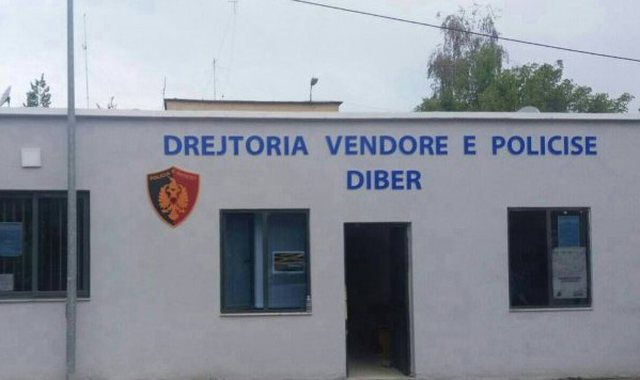 DREJTORIA VENDORE E POLICISE
DIBER